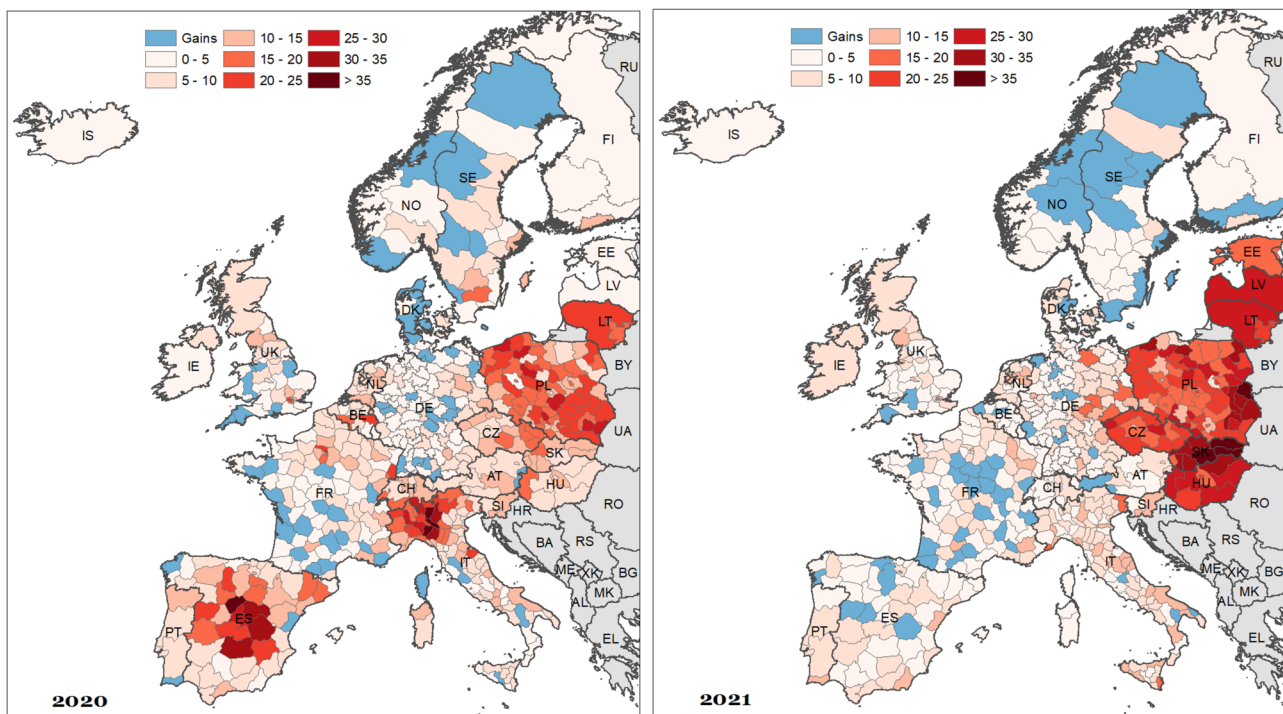 Gains 10 - 15 25 - 30
0 - 5 15 - 20 30 - 35
5 - 10 20 - 25 > 35
RU
IS
FI
SE
NO
EE
LV
DK
LT
IE
UK
BY
NL
PL
BE
DE
UA
CZ
SK
FR
CH
AT
HU
SI
HR
RO
BA
RS
IT
ME
XK
BG
AL
MK
ES
PT
EL
2020
Gains 10 - 15 25 - 30
0 - 5 15 - 20 30 - 35
5 - 10 20 - 25 > 35
RU
IS
FI
SE
NO
EE
LV
DK
LT
IE
UK
BY
NL
PL
BE
DE
UA
CZ
SK
FR
CH
AT
HU
SI
HR
RO
BA
RS
IT
ME
XK
BG
AL
MK
ES
PT
EL
2021